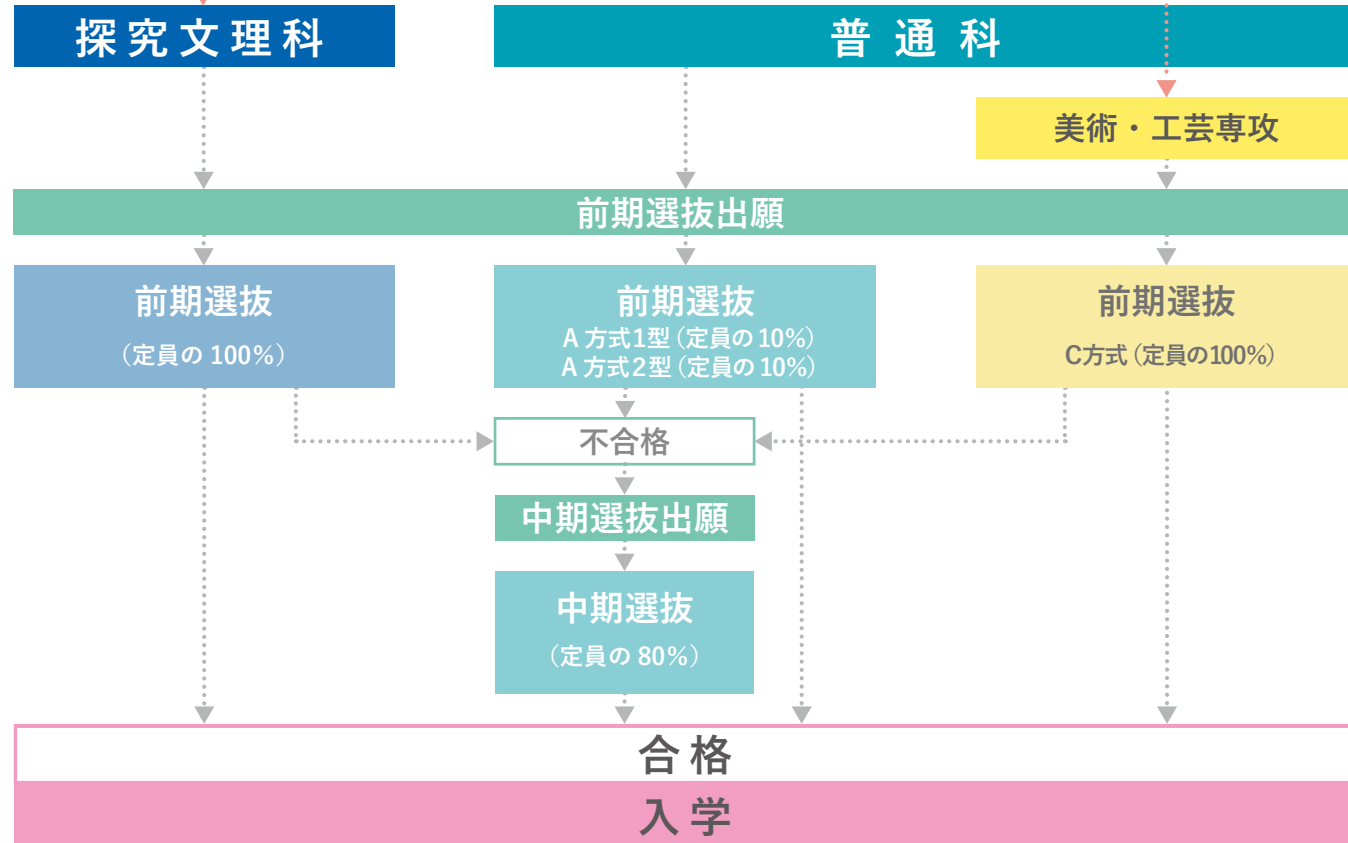 探究文理科
普通科
美術・工芸専攻
前期選抜出願
前期選抜
（定員の 100%）
前期選抜
A 方式1型（定員の10%）
A 方式2型（定員の10%）
前期選抜
C方式（定員の100%）
不合格
中期選抜出願
中期選抜
（定員の 80%）
合格
入学